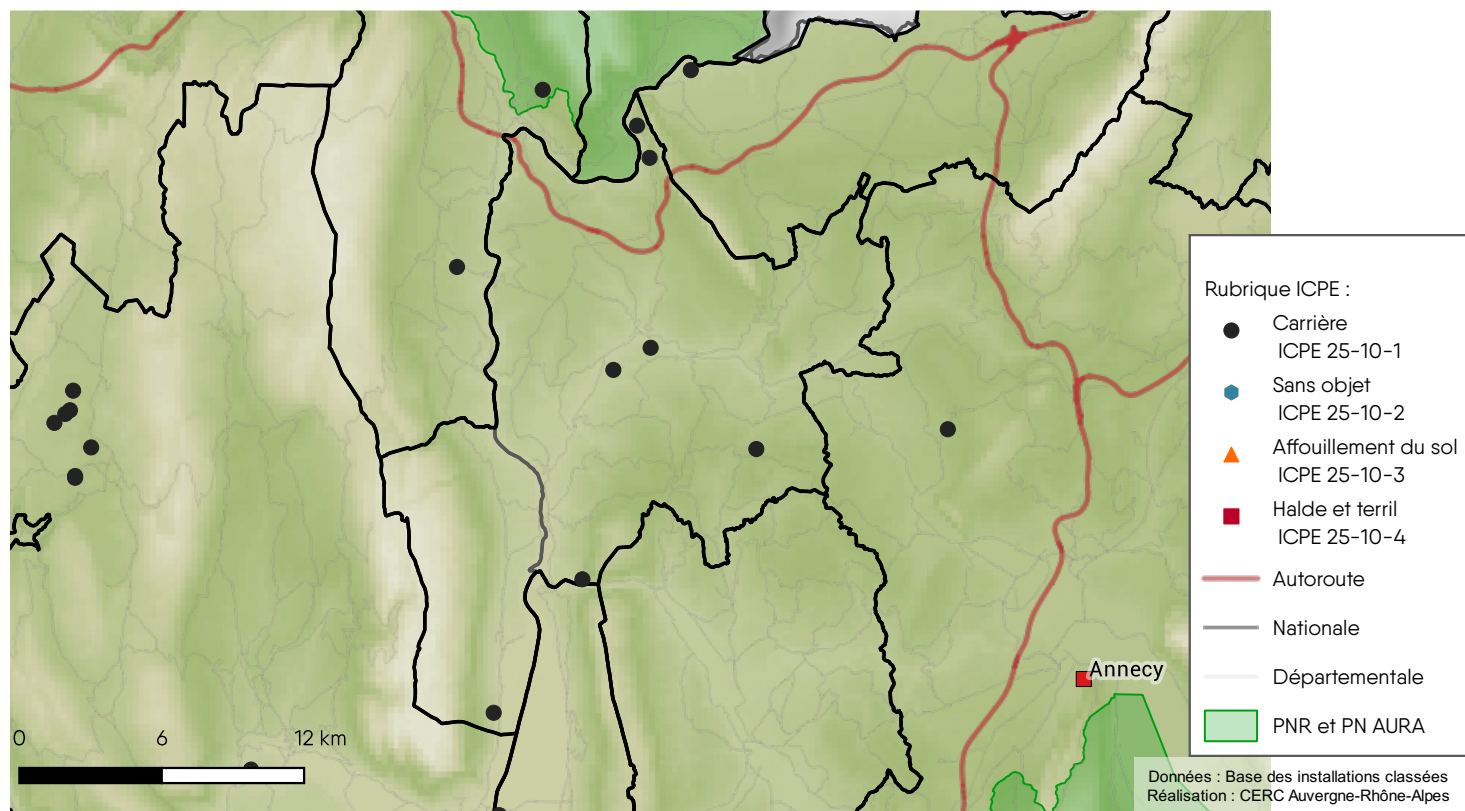 Rubrique ICPE :
Carrière
ICPE 25-10-1
Sans objet
ICPE 25-10-2
Affouillement du sol
ICPE 25-10-3
Halde et terril
ICPE 25-10-4
Autoroute
Nationale
Départementale
PNR et PN AURA
Annecy
0 6 12 km
Données : Base des installations classées
Réalisation : CERC Auvergne-Rhône-Alpes